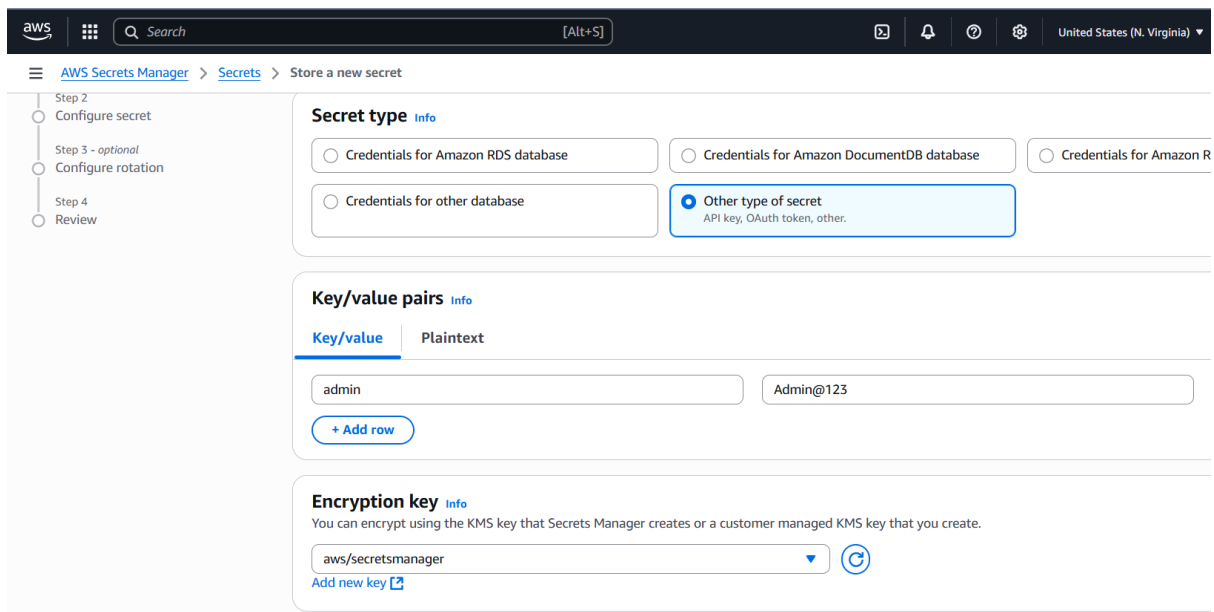 aws Search [Alt+S] United States (N. Virginia)
AWS Secrets Manager > Secrets > Store a new secret
Step 2
Configure secret
Step 3 - optional
Configure rotation
Step 4
Review
Secret type Info
Credentials for Amazon RDS database Credentials for Amazon DocumentDB database Credentials for Amazon R
Credentials for other database Other type of secret
API key, OAuth token, other.
Key/value pairs Info
Key/value Plaintext
admin Admin@123
+ Add row
Encryption key Info
You can encrypt using the KMS key that Secrets Manager creates or a customer managed KMS key that you create.
aws/secretsmanager
Add new key